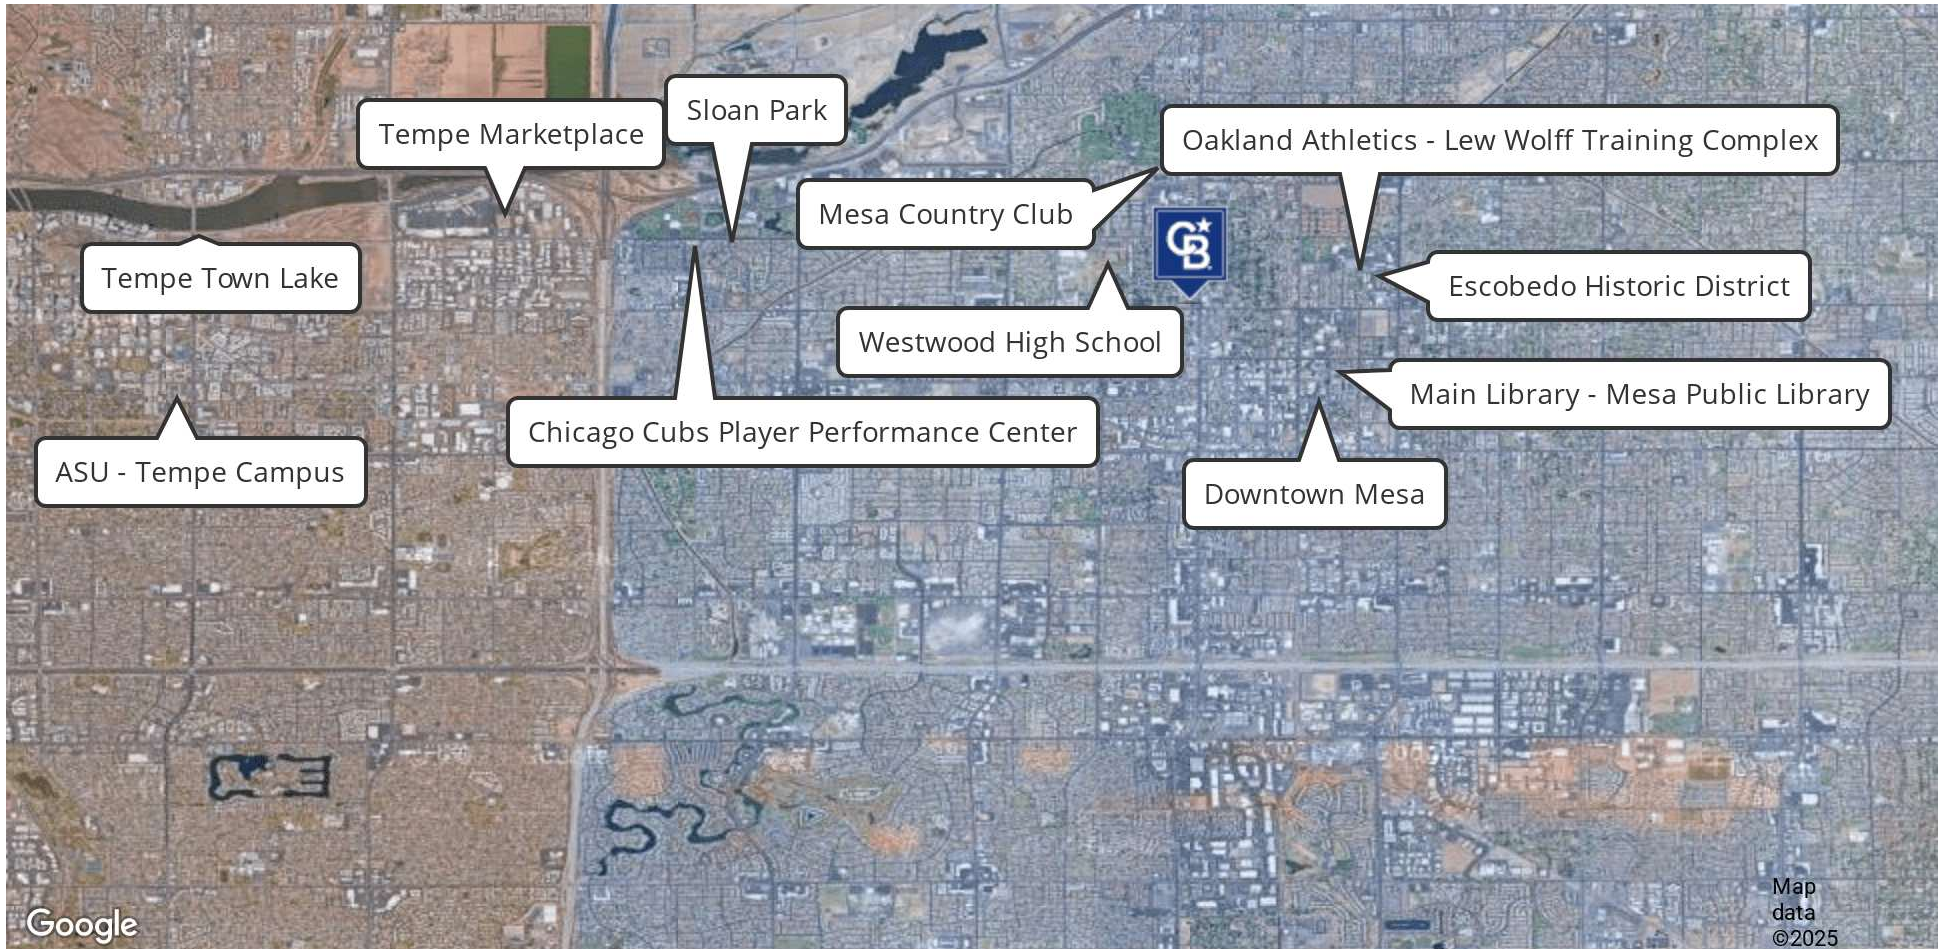 Sloan Park
Tempe Marketplace
Oakland Athletics - Lew Wolff Training Complex
Mesa Country Club
CB
Tempe Town Lake
Escobedo Historic District
Westwood High School
Main Library - Mesa Public Library
Chicago Cubs Player Performance Center
ASU - Tempe Campus
Downtown Mesa
Google
Map
data
©2025